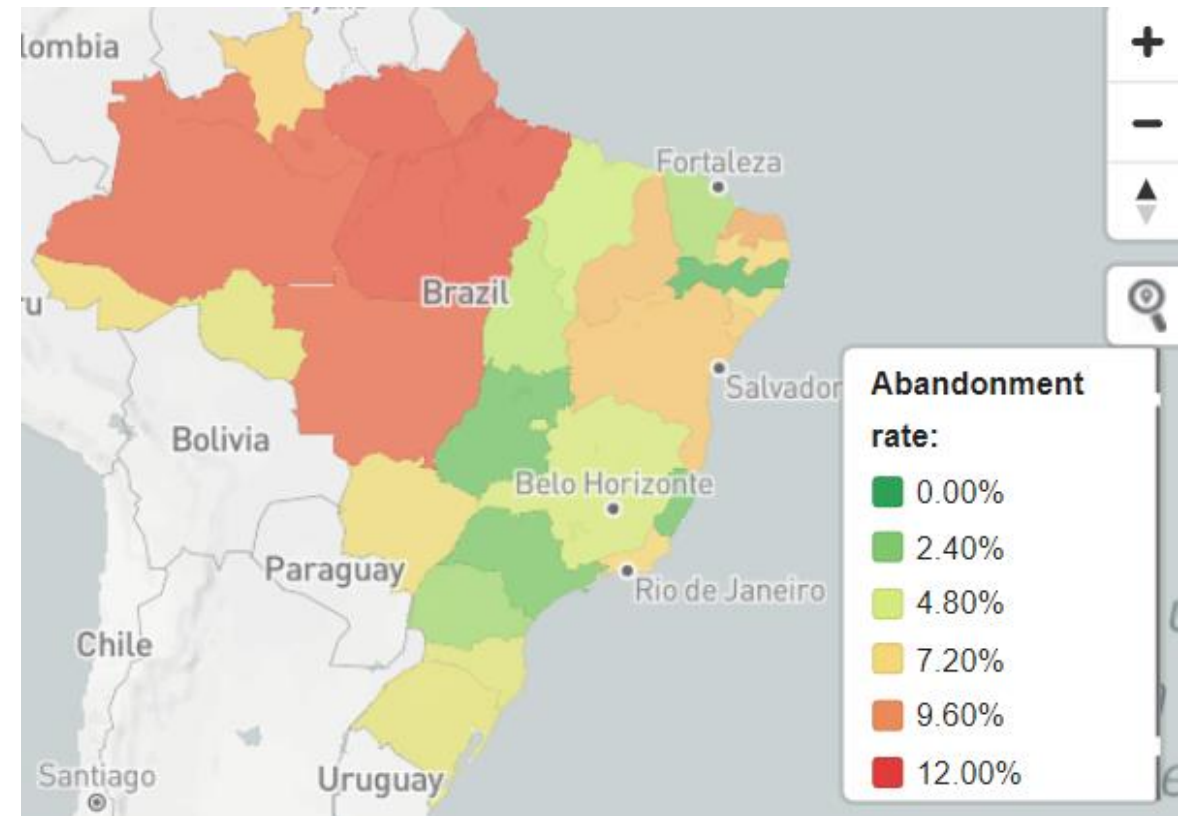 lombia
Fortaleza
Brazil
u
Salvador
Bolivia
Belo Horizonte
Paraguay
Rio de Janeiro
Chile
Santiago
Uruguay
Abandonment
rate:
0.00%
2.40%
4.80%
7.20%
9.60%
12.00%